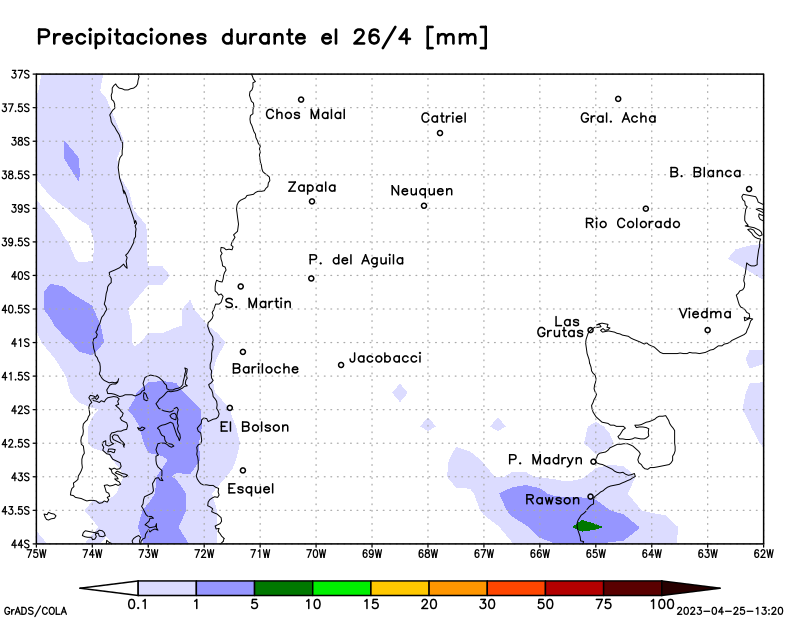 Precipitaciones durante el 26/4 [mm]
37S
37.5S
Chos Malal
Catriel
Gral. Acha
38S
38.5S
B. Blanca
Zapala
Neuquen
39S
Rio Colorado
39.5S
P. del Aguila
40S
S. Martin
40.5S
Viedma
Las
Grutas
41S
Jacobacci
Bariloche
41.5S
42S
El Bolson
42.5S
P. Madryn
43S
Esquel
Rawson
43.5S
44S
75W 74W 73W 72W 71W 70W 69W 68W 67W 66W 65W 64W 63W 62W
0.1 1 5 10 15 20 30 50 75 100
GrADS/COLA
2023-04-25-13:20